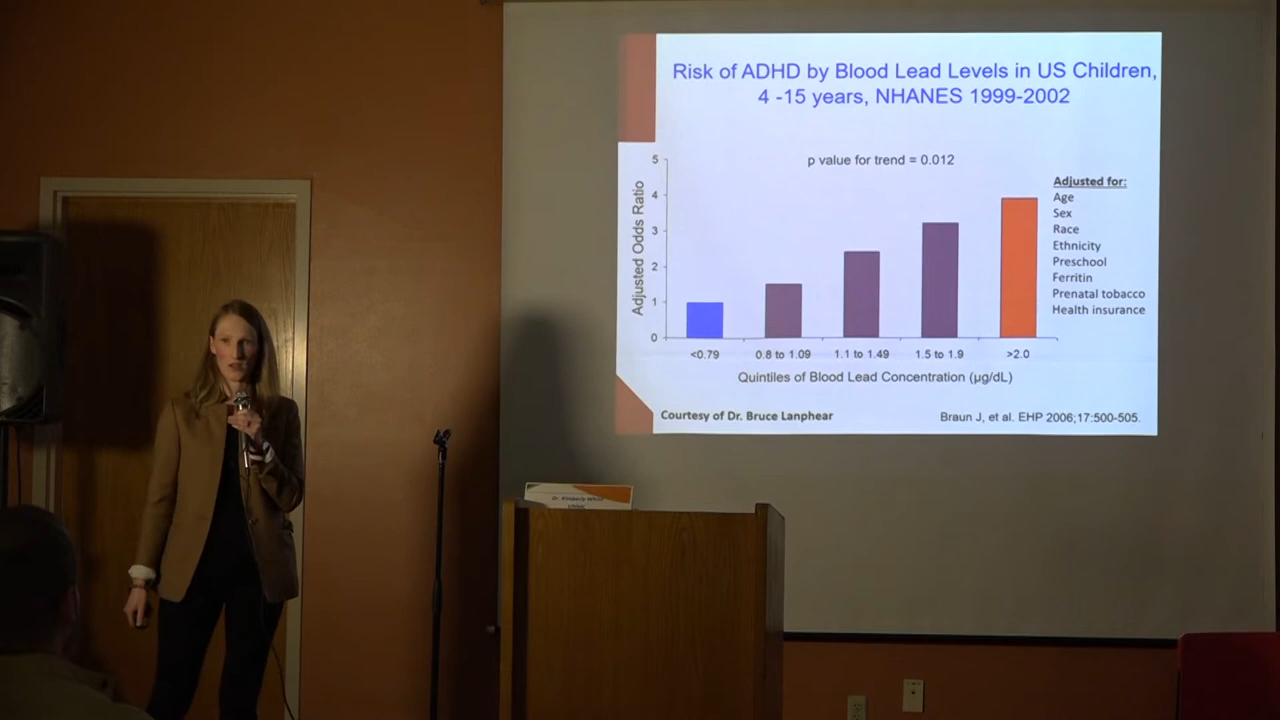 Risk of ADHD by Blood Lead Levels in US Children,
4 -15 years, NHANES 1999-2002
p value for trend = 0.012
Adjusted Odds Ratio
5
4
3
2
1
0
<0.79
0.8 to 1.09
1.1 to 1.49
1.5 to 1.9
>2.0
Quintiles of Blood Lead Concentration (µg/dL)
Adjusted for:
Age
Sex
Race
Ethnicity
Preschool
Ferritin
Prenatal tobacco
Health insurance
Courtesy of Dr. Bruce Lanphear
Braun J, et al. EHP 2006;17:500-505.
Dr. Kimberly